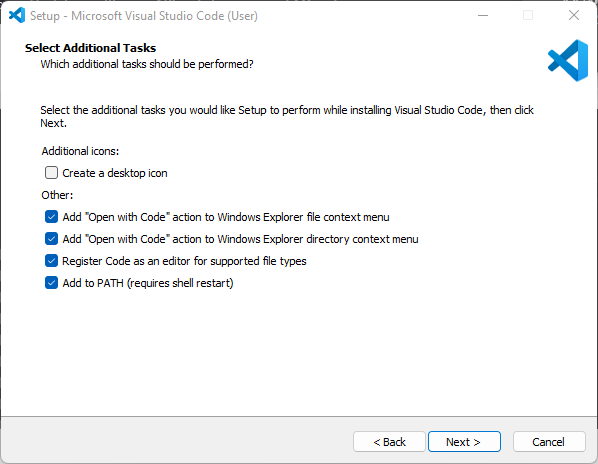 Setup - Microsoft Visual Studio Code (User)
Select Additional Tasks
Which additional tasks should be performed?
Select the additional tasks you would like Setup to perform while installing Visual Studio Code, then click
Next.
Additional icons:
Create a desktop icon
Other:
Add "Open with Code" action to Windows Explorer file context menu
Add "Open with Code" action to Windows Explorer directory context menu
Register Code as an editor for supported file types
Add to PATH (requires shell restart)
< Back
Next >
Cancel